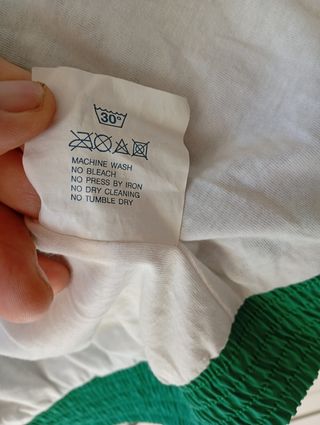 30°
MACHINE WASH
NO BLEACH
NO PRESS BY IRON
NO DRY CLEANING
NO TUMBLE DRY